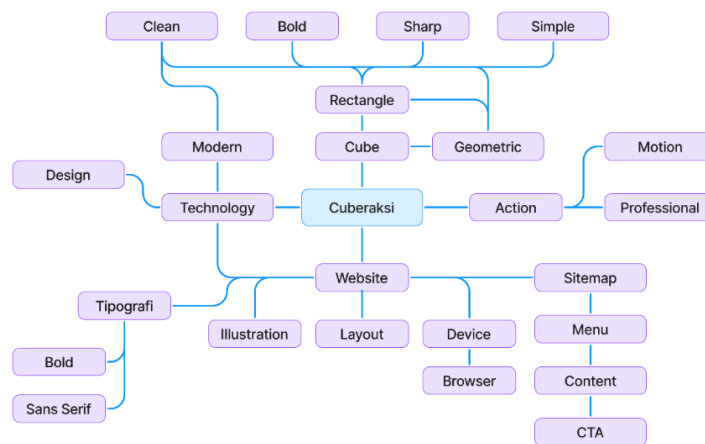 Clean
Bold
Sharp
Simple
Rectangle
Modern
Cube
Geometric
Motion
Design
Technology
Cuberaksi
Action
Professional
Website
Sitemap
Tipografi
Illustration
Layout
Device
Menu
Bold
Browser
Content
Sans Serif
CTA